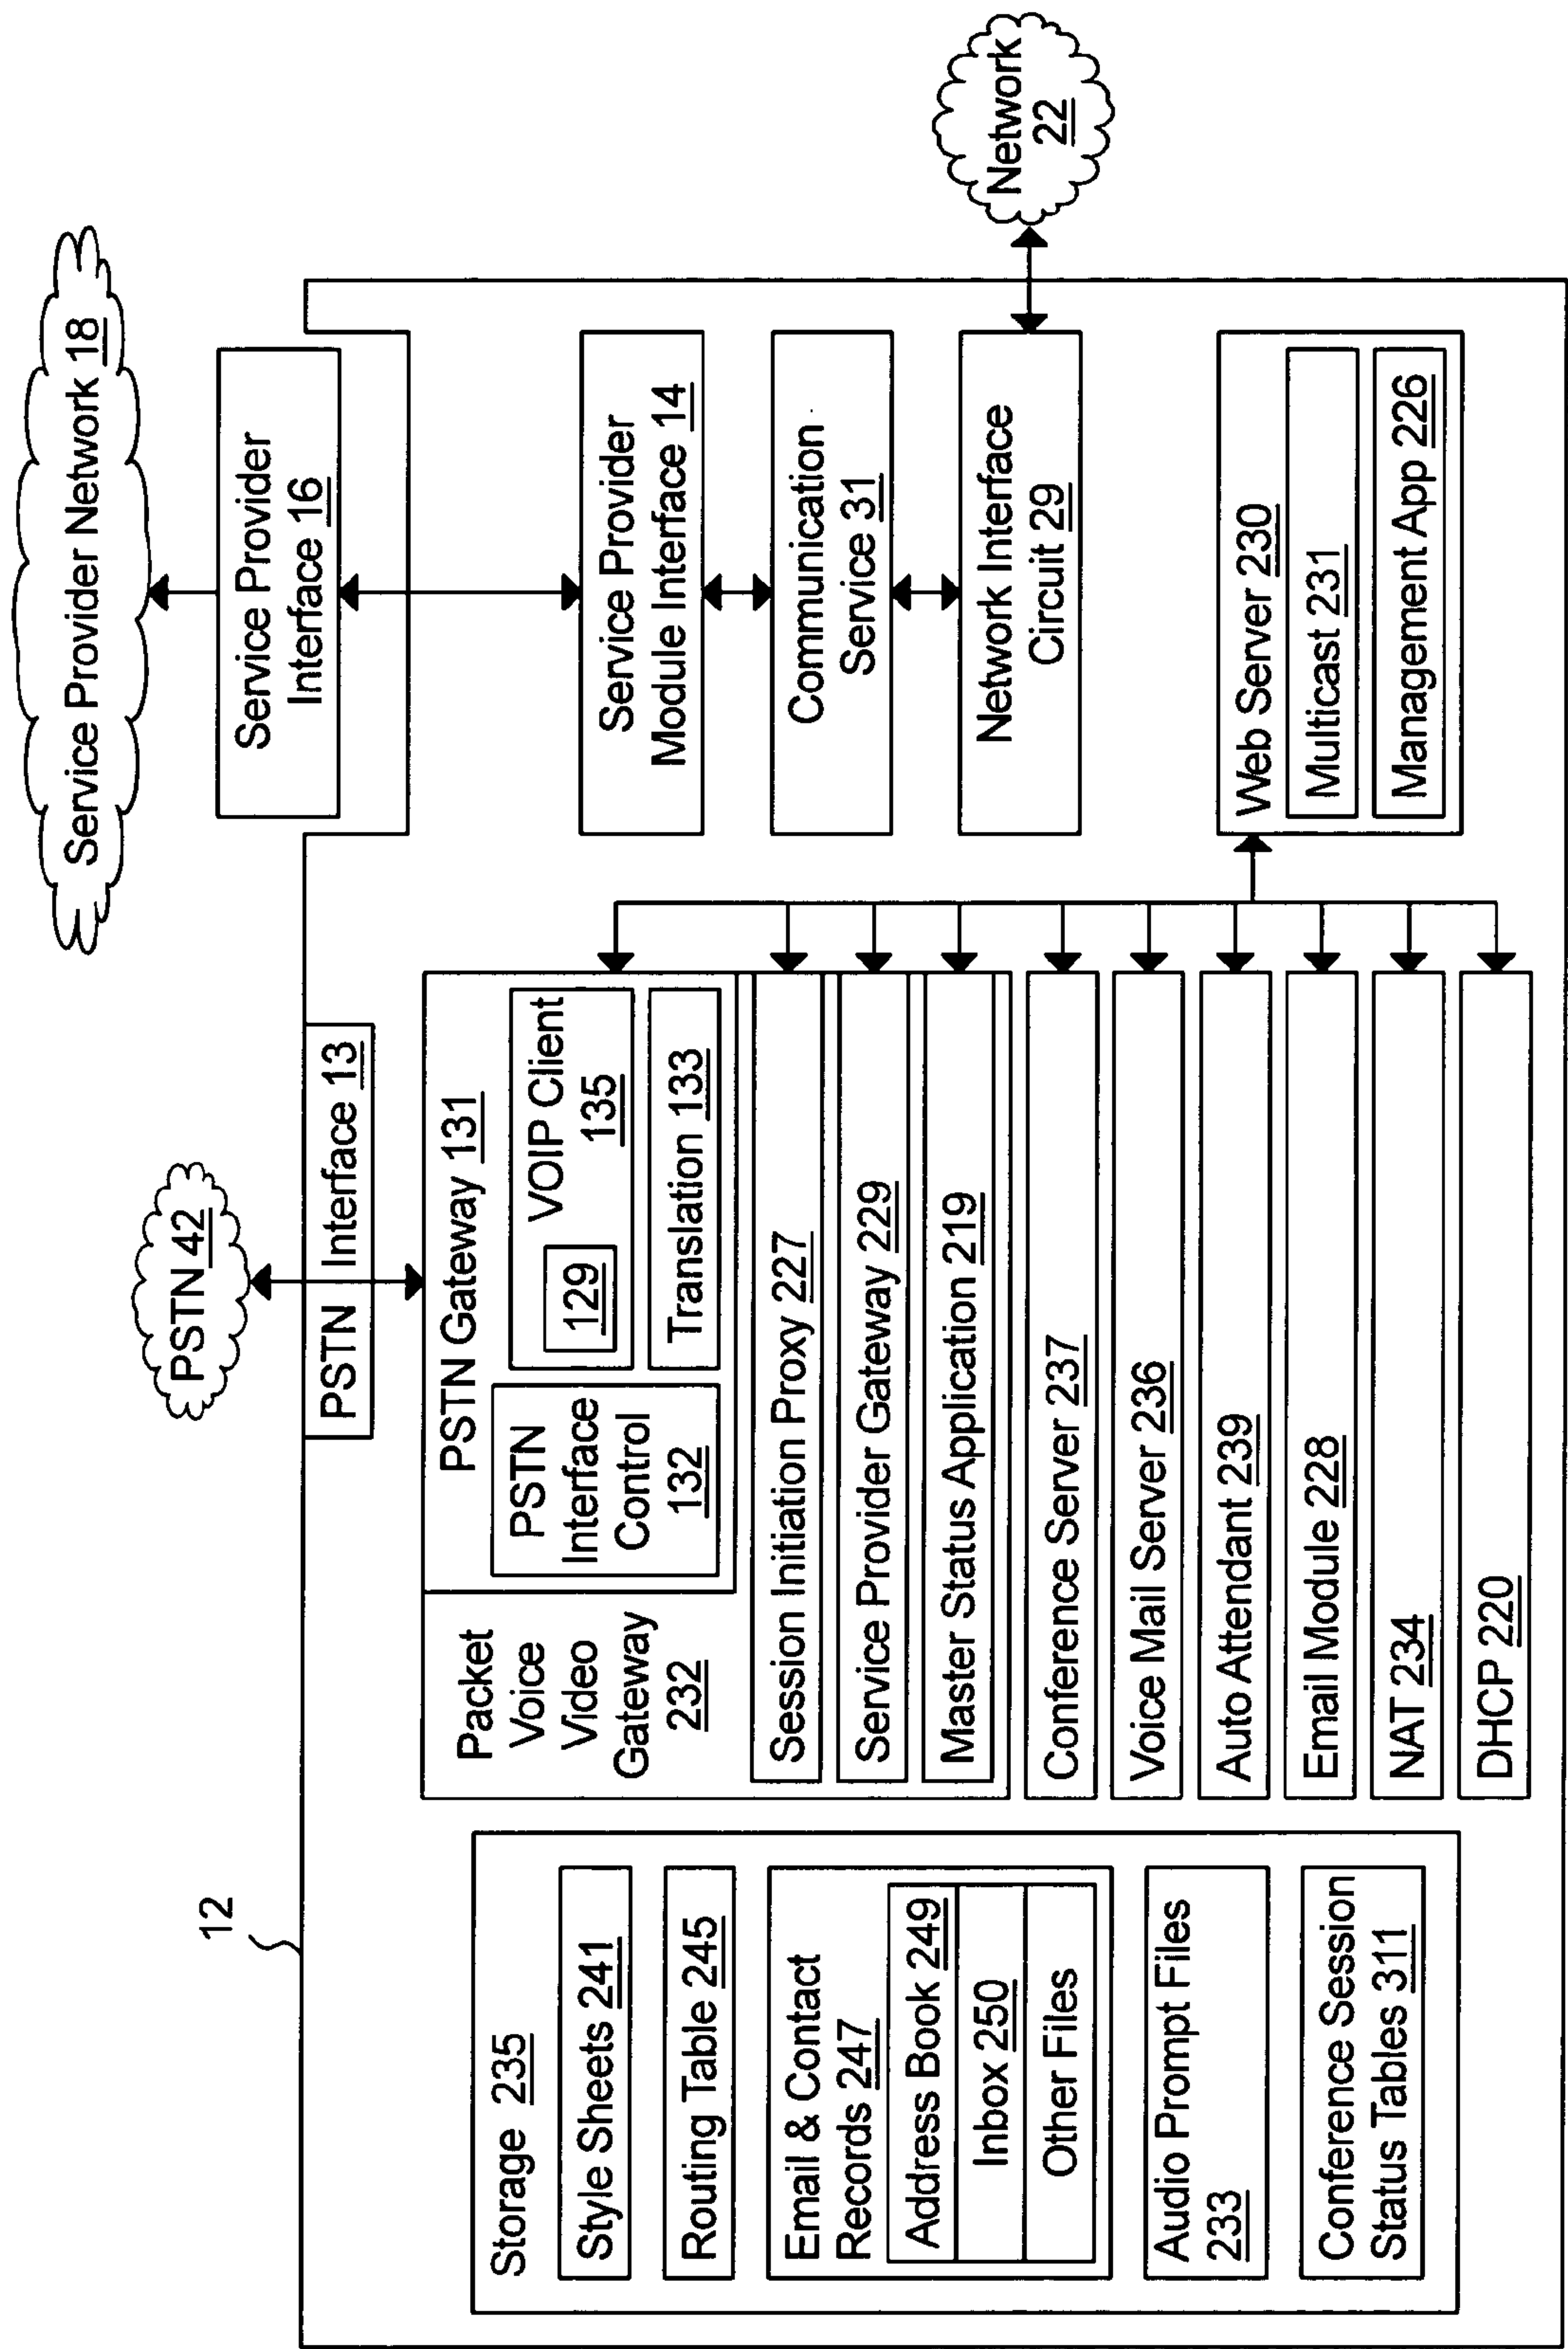 Service Provider Network 18
PSTN 42
Service Provider
Interface 16
12
PSTN Interface 13
Storage 235
Style Sheets 241
Routing Table 245
Email & Contact
Records 247
Address Book 249
Inbox 250
Other Files
Audio Prompt Files
233
Conference Session
Status Tables 311
Packet
Voice
Video
Gateway
232
PSTN Gateway 131
PSTN
Interface
Control
132
VOIP Client
135
129
Translation 133
Session Initiation Proxy 227
Service Provider Gateway 229
Master Status Application 219
Conference Server 237
Voice Mail Server 236
Auto Attendant 239
Email Module 228
NAT 234
DHCP 220
Service Provider
Module Interface 14
Communication
Service 31
Network Interface
Circuit 29
Network
22
Web Server 230
Multicast 231
Management App 226